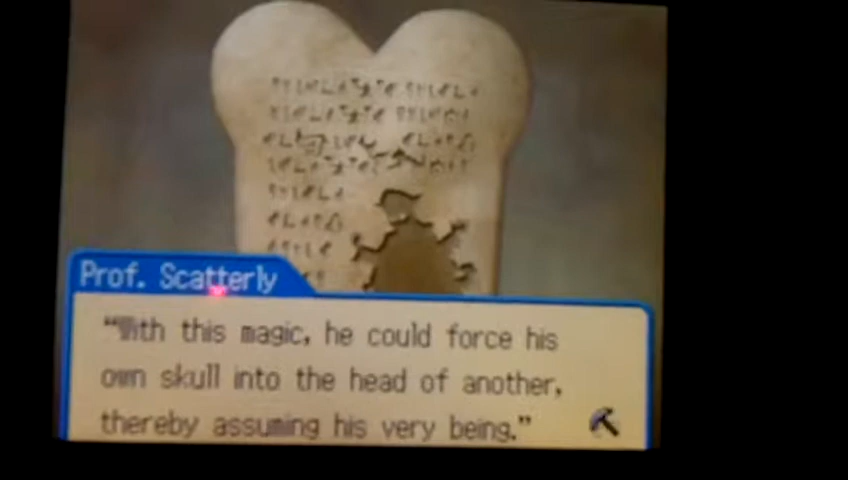 Prof. Scatterly
“With this magic, he could force his
own skull into the head of another,
thereby assuming his very being.”